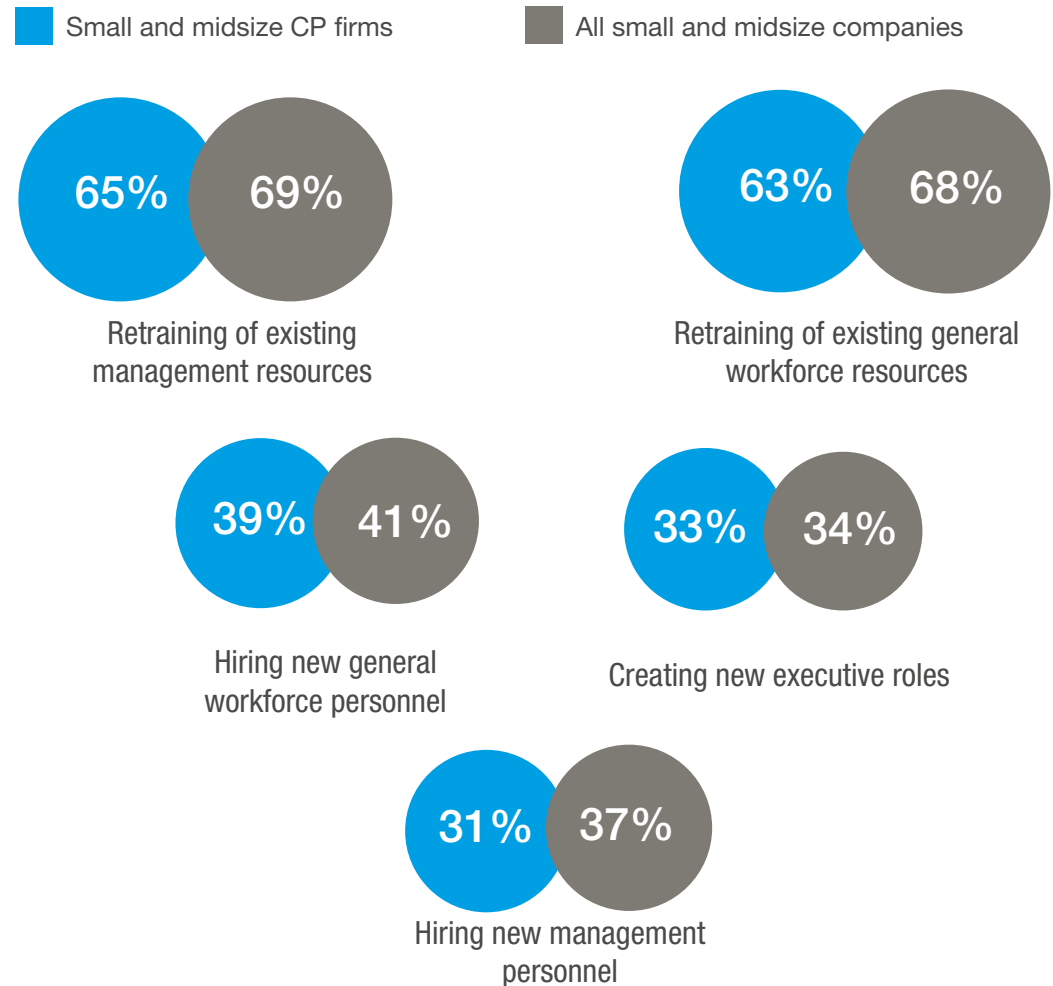 Small and midsize CP firms
All small and midsize companies
65%
69%
Retraining of existing
management resources
63%
68%
Retraining of existing general
workforce resources
39%
41%
Hiring new general
workforce personnel
33%
34%
Creating new executive roles
31%
37%
Hiring new management
personnel